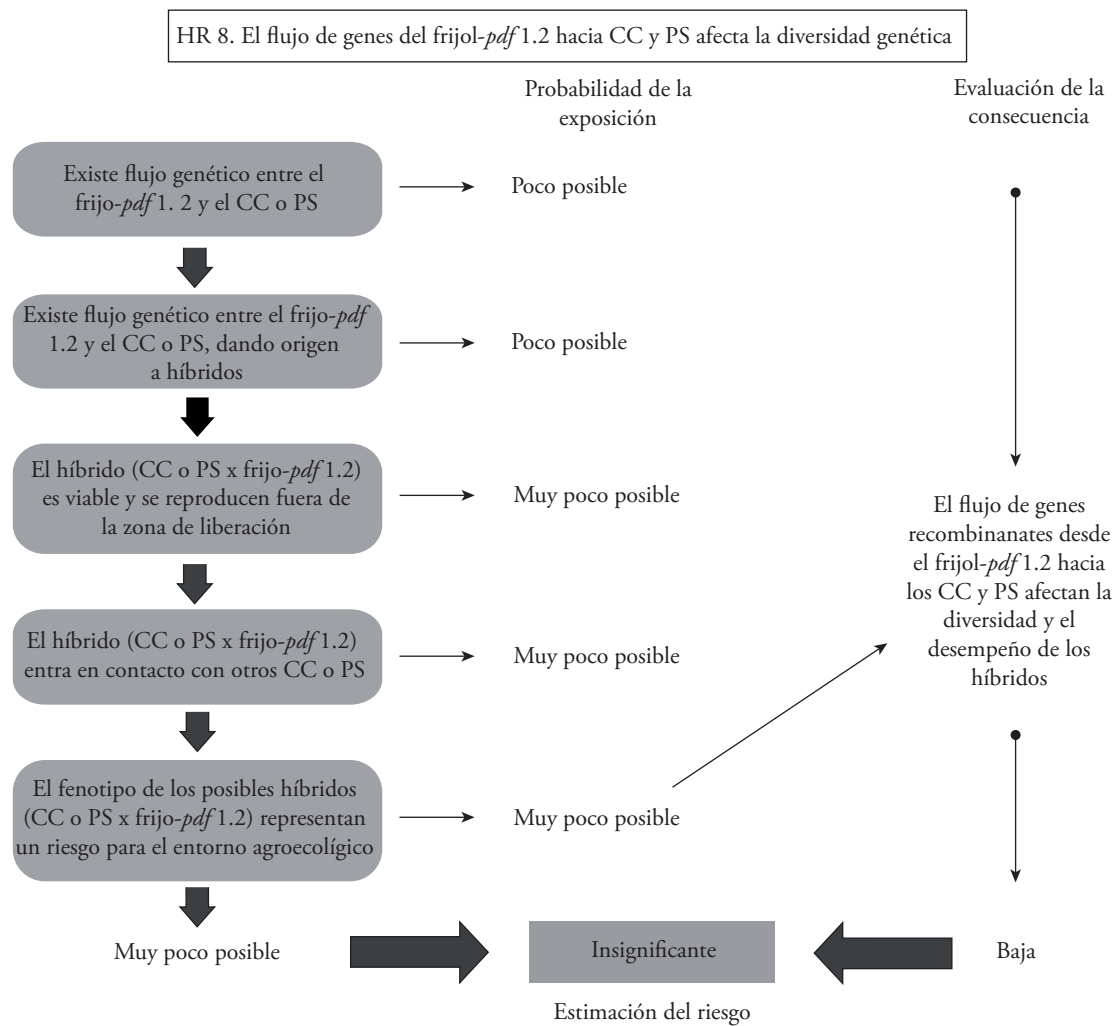 HR 8. El flujo de genes del frijol-pdf 1.2 hacia CC y PS afecta la diversidad genética
Probabilidad de la
exposición
Evaluación de la
consecuencia
Existe flujo genético entre el
frijo-pdf 1. 2 y el CC o PS
Poco posible
Existe flujo genético entre el frijo-pdf
1.2 y el CC o PS, dando origen
a híbridos
Poco posible
El híbrido (CC o PS x frijo-pdf 1.2)
es viable y se reproducen fuera de
la zona de liberación
Muy poco posible
El híbrido (CC o PS x frijo-pdf 1.2)
entra en contacto con otros CC o PS
Muy poco posible
El fenotipo de los posibles híbridos
(CC o PS x frijo-pdf 1.2) representan
un riesgo para el entorno agroecológico
Muy poco posible
El flujo de genes
recombinanates desde
el frijol-pdf 1.2 hacia
los CC y PS afectan la
diversidad y el
desempeño de los
híbridos
Muy poco posible
Insignificante
Baja
Estimación del riesgo